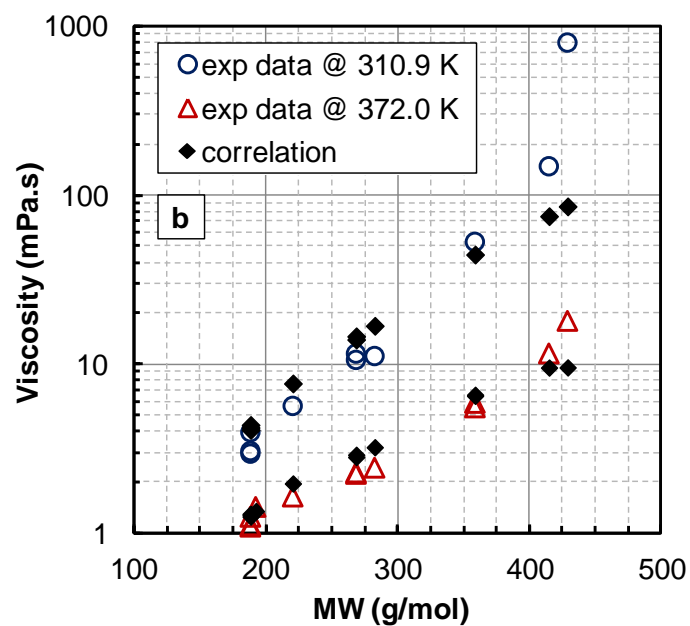 1000
exp data @ 310.9 K
exp data @ 372.0 K
correlation
100
b
Viscosity (mPa.s)
10
1
100 200 300 400 500
MW (g/mol)